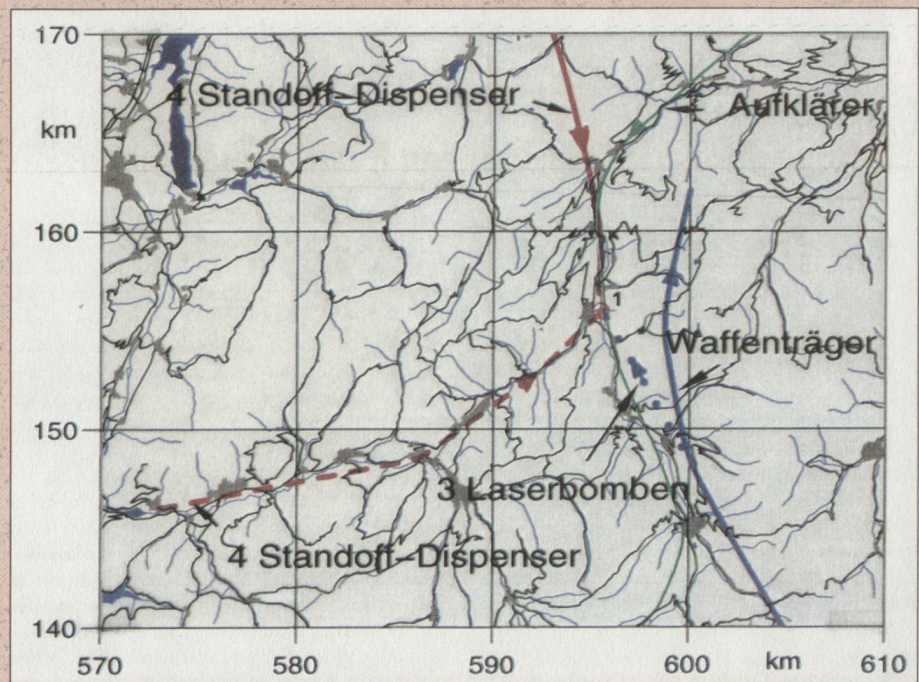 170
4 Standoff-Dispenser
Aufklärer
km
160
1
Waffenträger
150
3 Laserbomben
4 Standoff-Dispenser
140
570
580
590
600
km
610